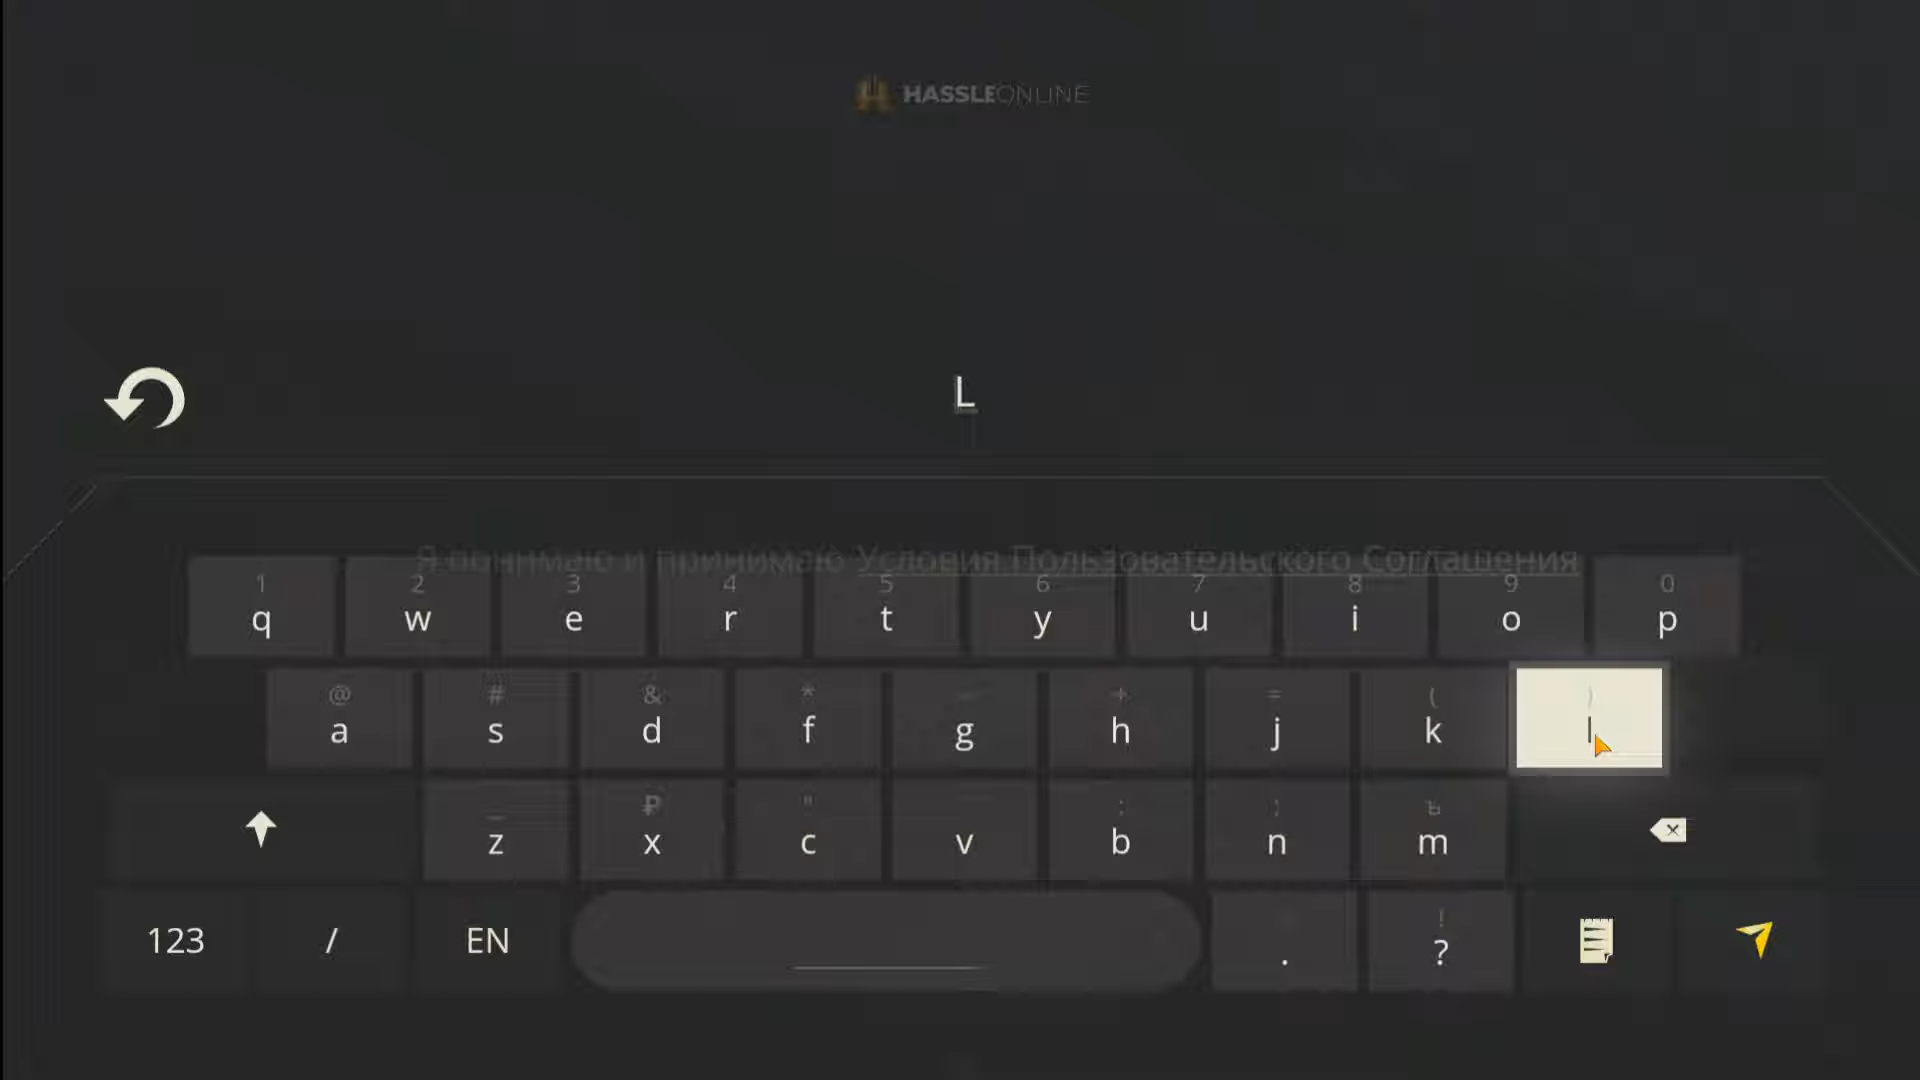 HASSLEONLINE
L
Я понимаю и принимаю Условия Пользовательского Соглашения
1 2 3 4 5 6 7 8 9 0
q w e r t y u i o p
@ # & * - + = ( )
a s d f g h j k l
_ ₽ " : ; ъ
z x c v b n m
!
123 / EN . ?